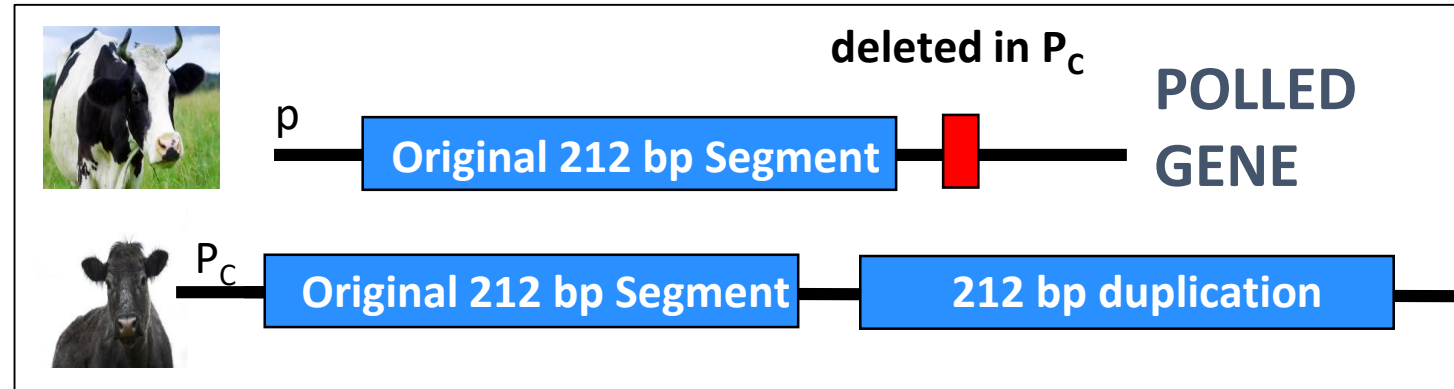 deleted in PC
POLLED
GENE
p
Original 212 bp Segment
PC
Original 212 bp Segment
212 bp duplication